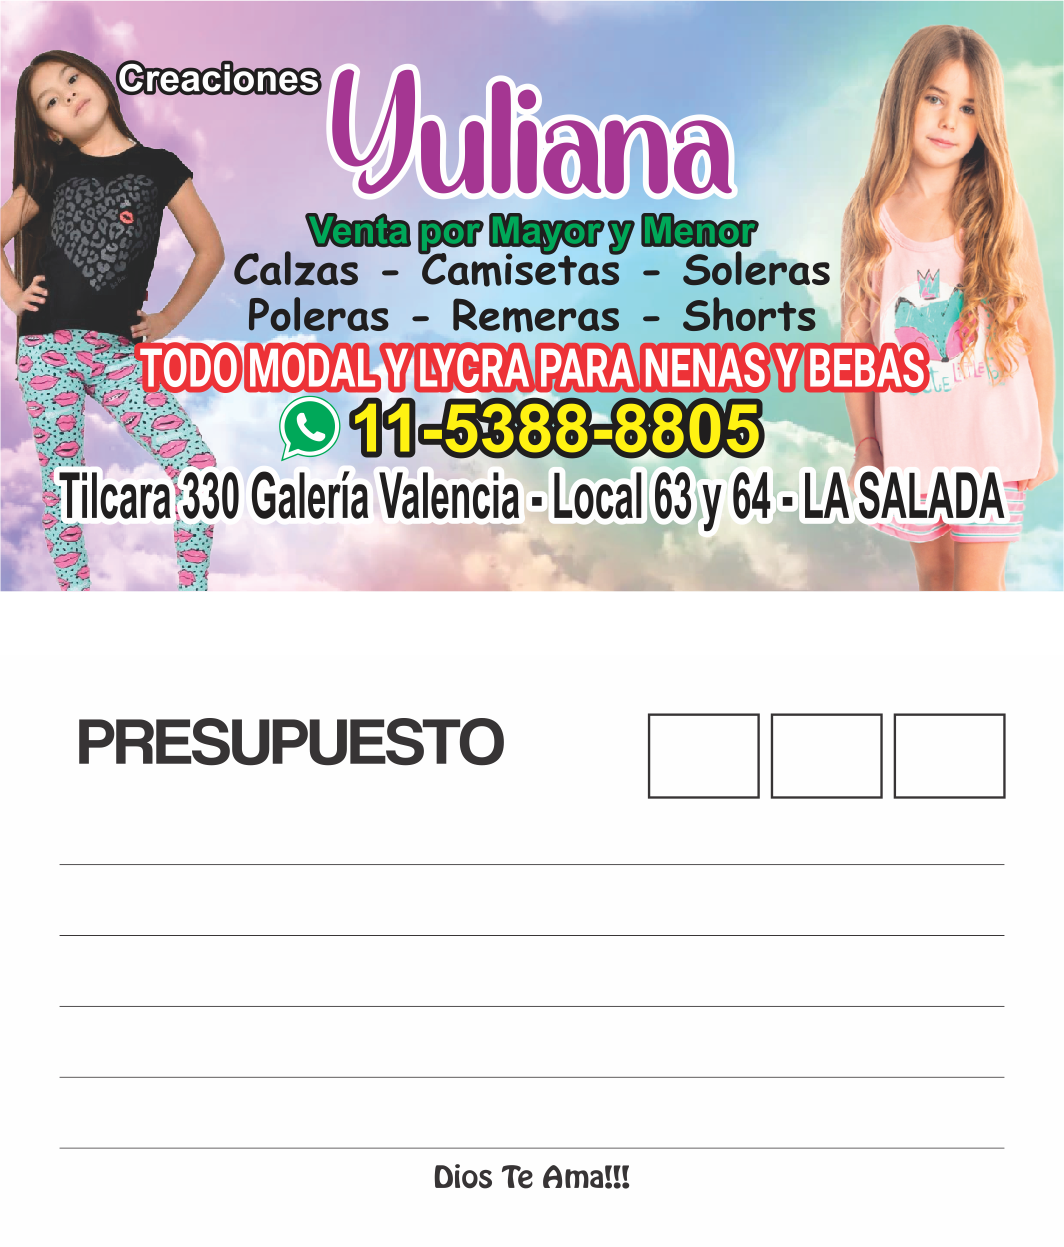 Creaciones
Yuliana
Venta por Mayor y Menor
Calzas - Camisetas - Soleras
Poleras - Remeras - Shorts
TODO MODAL Y LYCRA PARA NENAS Y BEBAS
11-5388-8805
Tilcara 330 Galería Valencia - Local 63 y 64 - LA SALADA
PRESUPUESTO
Dios Te Ama!!!